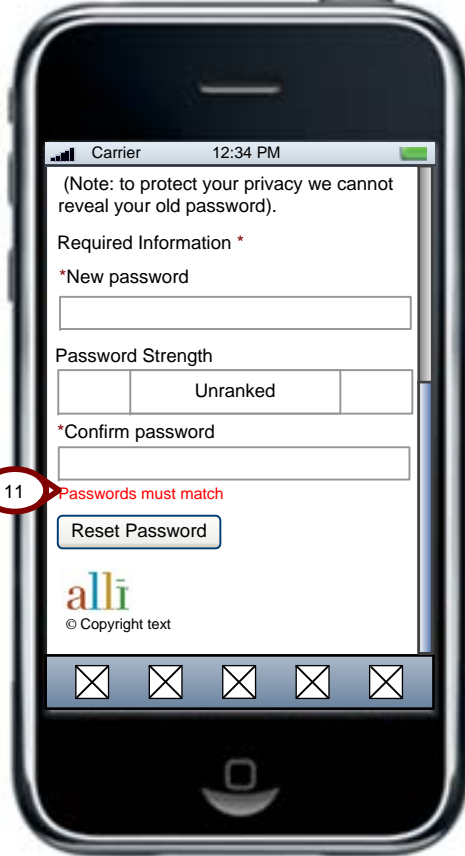 Carrier 12:34 PM
(Note: to protect your privacy we cannot
reveal your old password).
Required Information *
*New password
Password Strength
Unranked
*Confirm password
11
Passwords must match
Reset Password
allī
© Copyright text